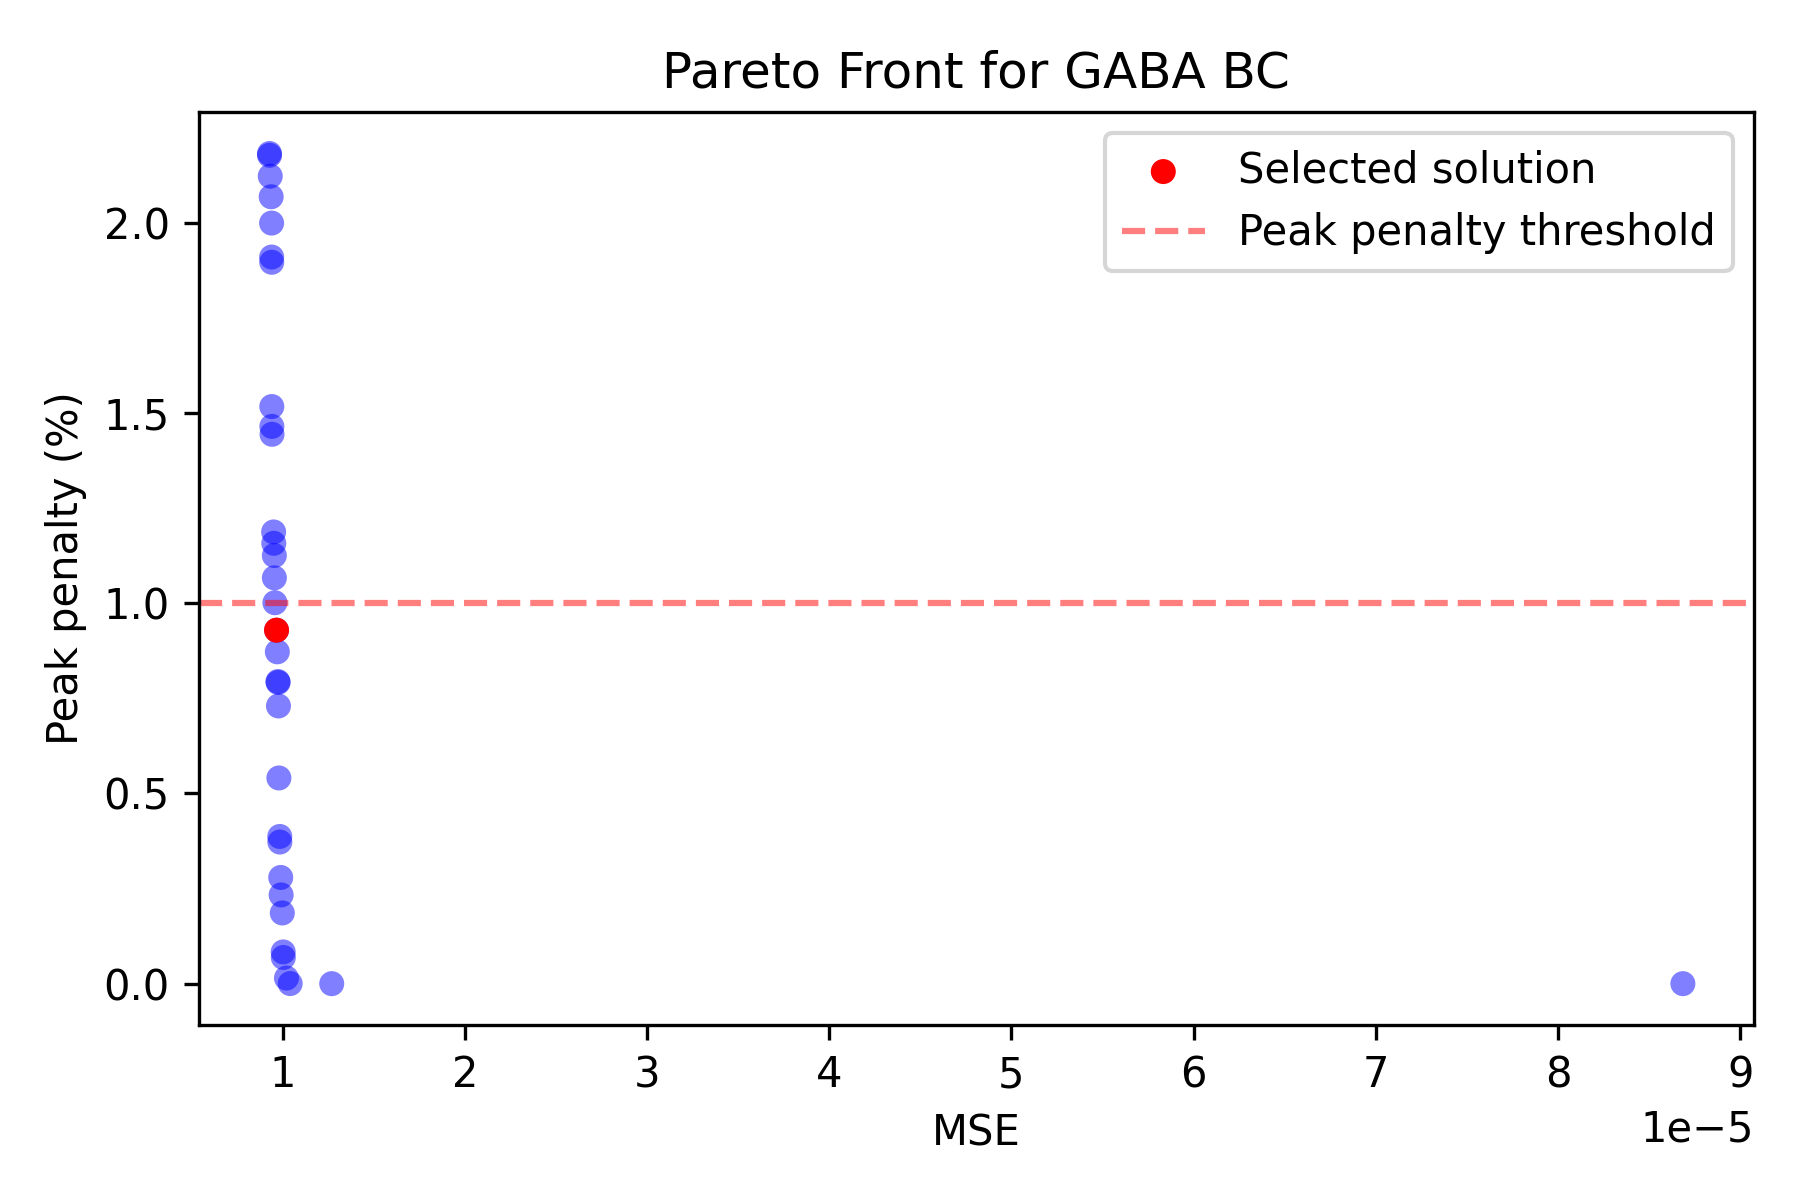 Pareto Front for GABA BC
Selected solution
Peak penalty threshold
Peak penalty (%)
2.0
1.5
1.0
0.5
0.0
1 2 3 4 5 6 7 8 9
MSE
1e−5